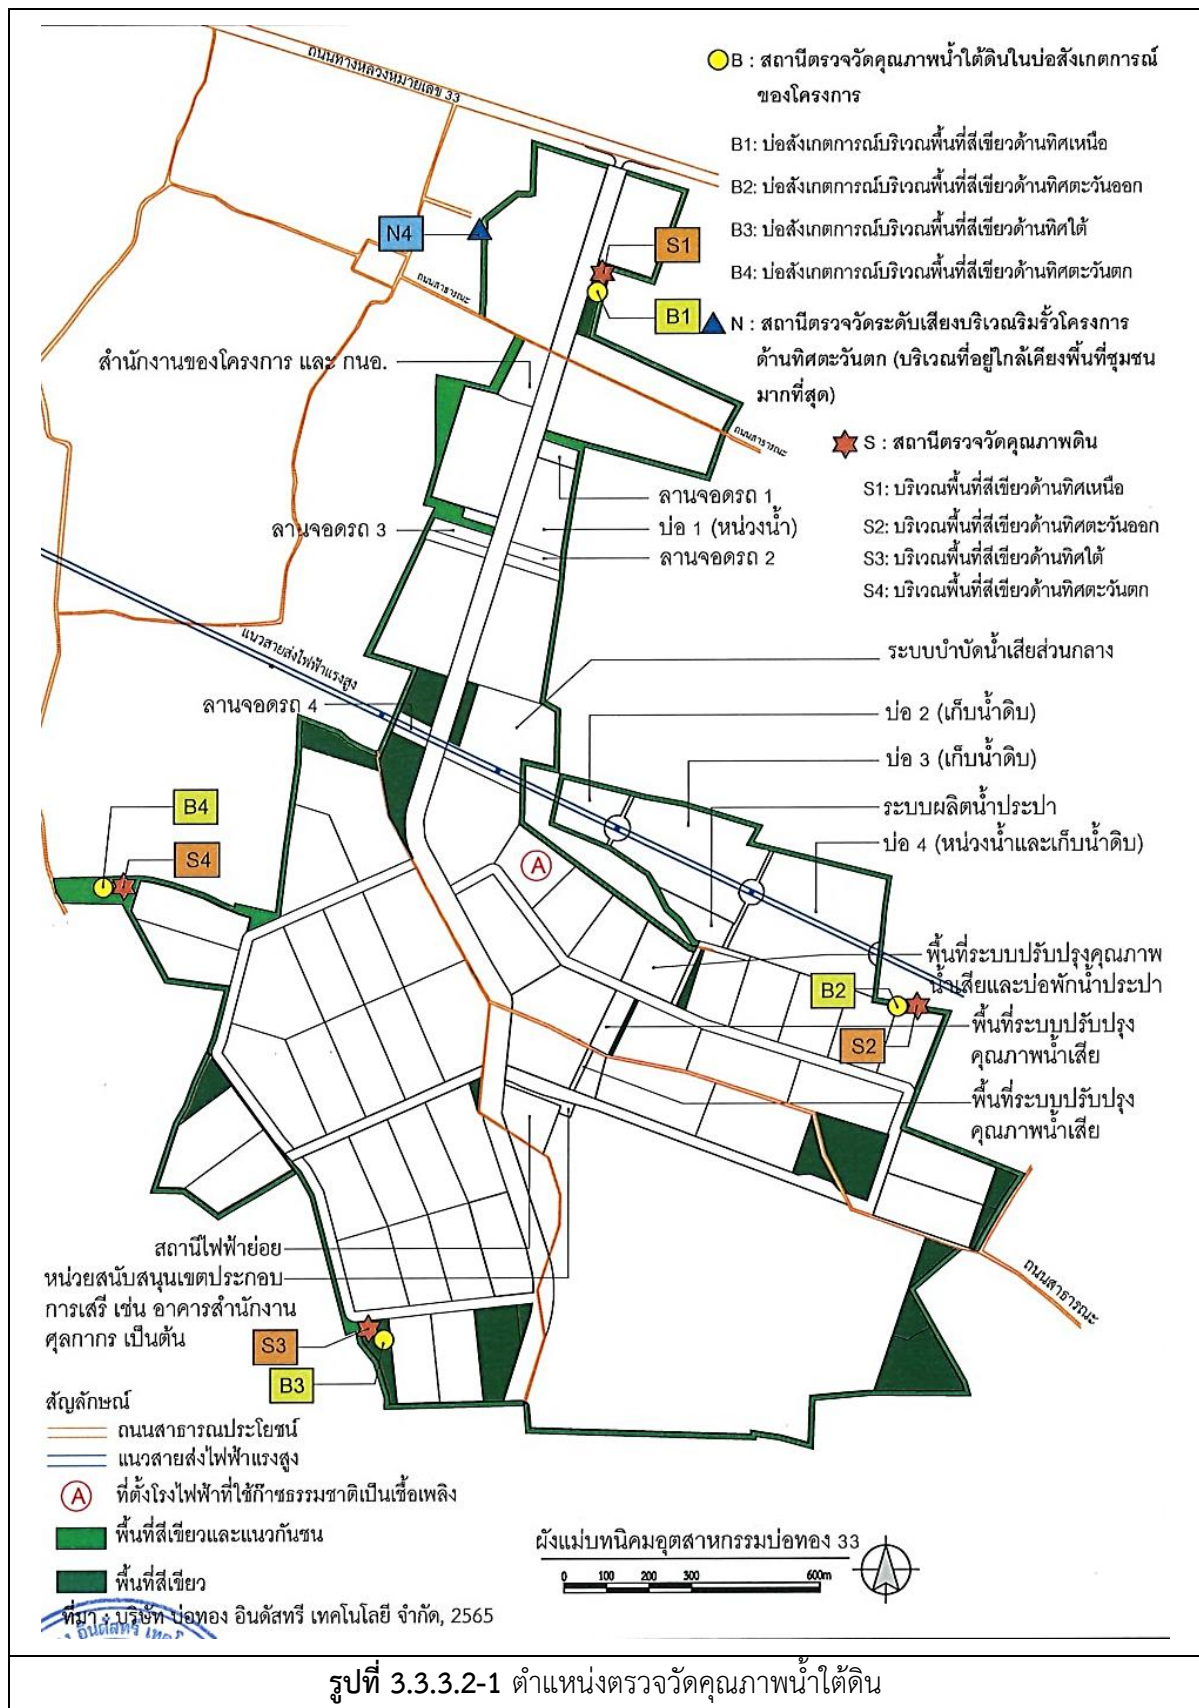 ถนนทางหลวงหมายเลข 33
B : สถานีตรวจวัดคุณภาพน้ำใต้ดินในบ่อสังเกตการณ์
ของโครงการ
B1: บ่อสังเกตการณ์บริเวณพื้นที่สีเขียวด้านทิศเหนือ
B2: บ่อสังเกตการณ์บริเวณพื้นที่สีเขียวด้านทิศตะวันออก
B3: บ่อสังเกตการณ์บริเวณพื้นที่สีเขียวด้านทิศใต้
B4: บ่อสังเกตการณ์บริเวณพื้นที่สีเขียวด้านทิศตะวันตก
N : สถานีตรวจวัดระดับเสียงบริเวณริมรั้วโครงการ
ด้านทิศตะวันตก (บริเวณที่อยู่ใกล้เคียงพื้นที่ชุมชน
มากที่สุด)
S : สถานีตรวจวัดคุณภาพดิน
S1: บริเวณพื้นที่สีเขียวด้านทิศเหนือ
S2: บริเวณพื้นที่สีเขียวด้านทิศตะวันออก
S3: บริเวณพื้นที่สีเขียวด้านทิศใต้
S4: บริเวณพื้นที่สีเขียวด้านทิศตะวันตก
N4
S1
B1
ถนนสาธารณะ
สำนักงานของโครงการ และ กนอ.
ถนนสาธารณะ
ลานจอดรถ 1
ลานจอดรถ 3
บ่อ 1 (หน่วงน้ำ)
ลานจอดรถ 2
แนวสายส่งไฟฟ้าแรงสูง
ระบบบำบัดน้ำเสียส่วนกลาง
ลานจอดรถ 4
บ่อ 2 (เก็บน้ำดิบ)
บ่อ 3 (เก็บน้ำดิบ)
ระบบผลิตน้ำประปา
บ่อ 4 (หน่วงน้ำและเก็บน้ำดิบ)
B4
S4
A
พื้นที่ระบบปรับปรุงคุณภาพ
น้ำเสียและบ่อพักน้ำประปา
B2
S2
พื้นที่ระบบปรับปรุง
คุณภาพน้ำเสีย
พื้นที่ระบบปรับปรุง
คุณภาพน้ำเสีย
สถานีไฟฟ้าย่อย
หน่วยสนับสนุนเขตประกอบ
การเสรี เช่น อาคารสำนักงาน
ศุลกากร เป็นต้น
ถนนสาธารณะ
S3
B3
สัญลักษณ์
ถนนสาธารณประโยชน์
แนวสายส่งไฟฟ้าแรงสูง
A ที่ตั้งโรงไฟฟ้าที่ใช้ก๊าซธรรมชาติเป็นเชื้อเพลิง
พื้นที่สีเขียวและแนวกันชน
พื้นที่สีเขียว
ผังแม่บทนิคมอุตสาหกรรมบ่อทอง 33
0 100 200 300 600m
ที่มา : บริษัท บ่อทอง อินดัสทรี เทคโนโลยี จำกัด, 2565
อินดัสทรี
รูปที่ 3.3.3.2-1 ตำแหน่งตรวจวัดคุณภาพน้ำใต้ดิน